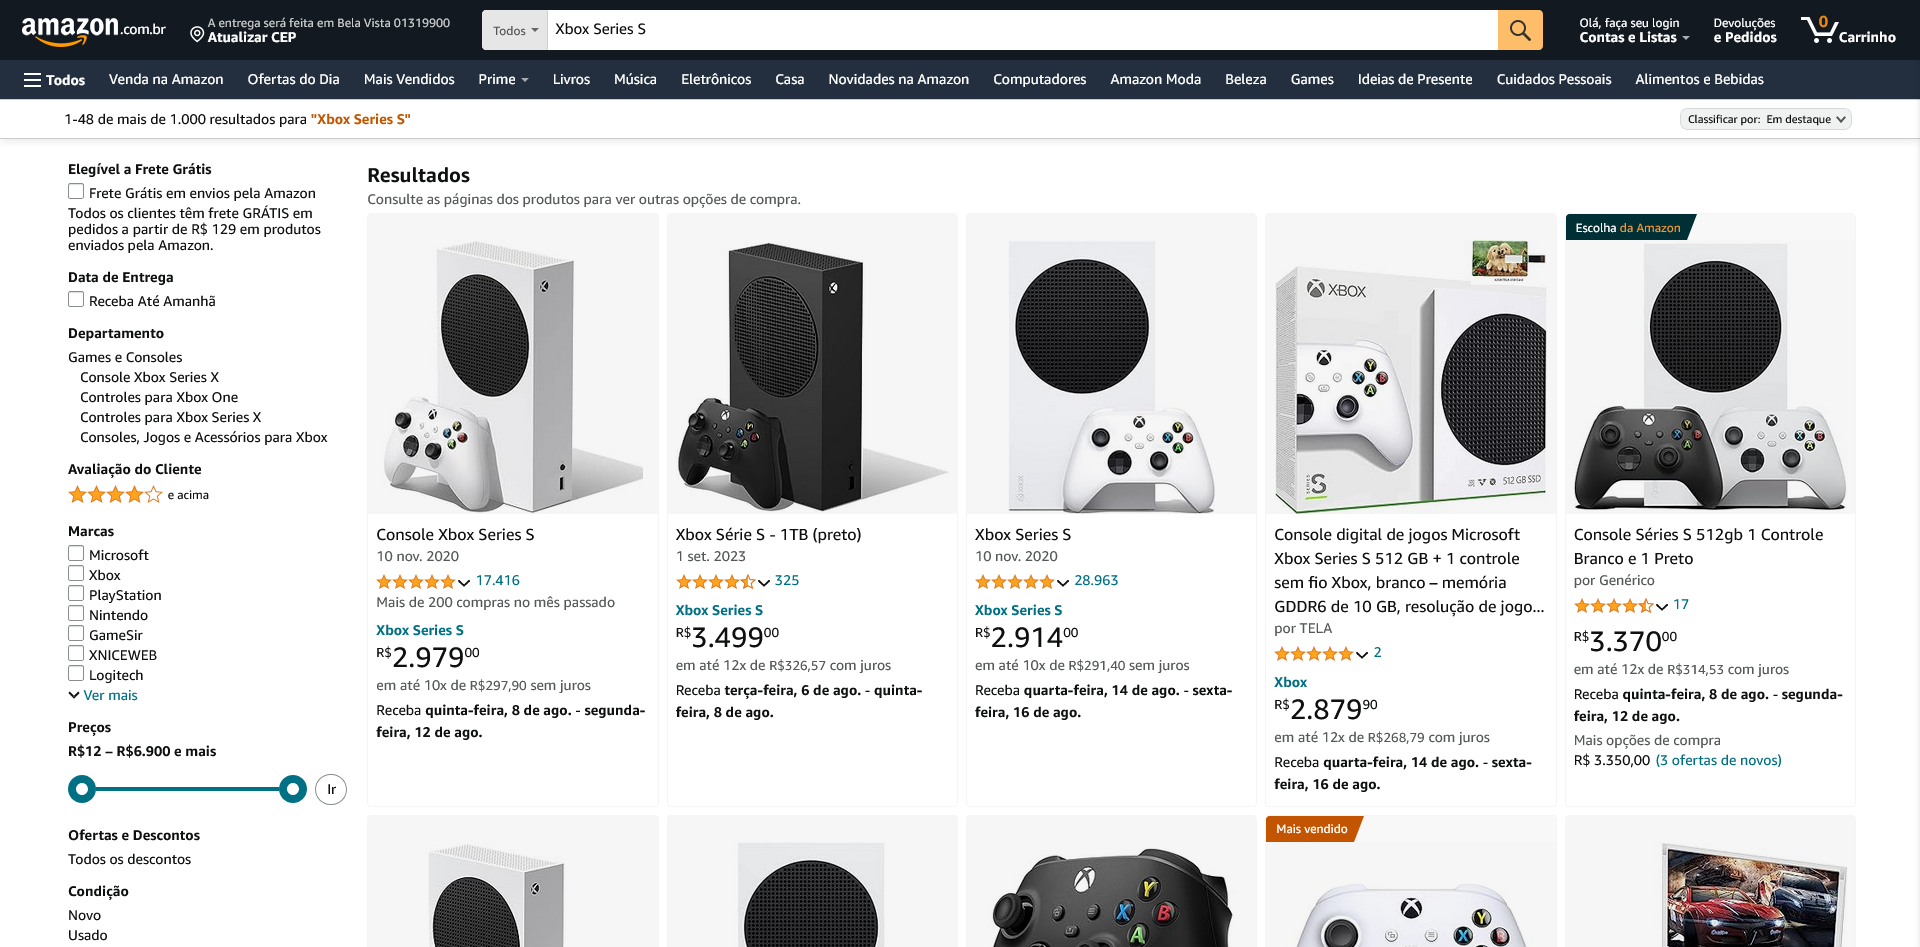 amazon.com.br
A entrega será feita em Bela Vista 01319900
Atualizar CEP
Todos
Xbox Series S
Olá, faça seu login
Contas e Listas
Devoluções
e Pedidos
0
Carrinho
Todos
Venda na Amazon
Ofertas do Dia
Mais Vendidos
Prime
Livros
Música
Eletrônicos
Casa
Novidades na Amazon
Computadores
Amazon Moda
Beleza
Games
Ideias de Presente
Cuidados Pessoais
Alimentos e Bebidas
1-48 de mais de 1.000 resultados para "Xbox Series S"
Classificar por: Em destaque
Elegível a Frete Grátis
Frete Grátis em envios pela Amazon
Todos os clientes têm frete GRÁTIS em
pedidos a partir de R$ 129 em produtos
enviados pela Amazon.
Data de Entrega
Receba Até Amanhã
Departamento
Games e Consoles
Console Xbox Series X
Controles para Xbox One
Controles para Xbox Series X
Consoles, Jogos e Acessórios para Xbox
Avaliação do Cliente
e acima
Marcas
Microsoft
Xbox
PlayStation
Nintendo
GameSir
XNICEWEB
Logitech
Ver mais
Preços
R$12 – R$6.900 e mais
Ir
Ofertas e Descontos
Todos os descontos
Condição
Novo
Usado
Resultados
Consulte as páginas dos produtos para ver outras opções de compra.
Console Xbox Series S
10 nov. 2020
17.416
Mais de 200 compras no mês passado
Xbox Series S
R$2.97900
em até 10x de R$297,90 sem juros
Receba quinta-feira, 8 de ago. - segunda-
feira, 12 de ago.
Xbox Série S - 1TB (preto)
1 set. 2023
325
Xbox Series S
R$3.49900
em até 12x de R$326,57 com juros
Receba terça-feira, 6 de ago. - quinta-
feira, 8 de ago.
XBOX
Xbox Series S
10 nov. 2020
28.963
Xbox Series S
R$2.91400
em até 10x de R$291,40 sem juros
Receba quarta-feira, 14 de ago. - sexta-
feira, 16 de ago.
XBOX
Y
X
B
A
SERIES S
512 GB SSD
Console digital de jogos Microsoft
Xbox Series S 512 GB + 1 controle
sem fio Xbox, branco – memória
GDDR6 de 10 GB, resolução de jogo...
por TELA
2
Xbox
R$2.87990
em até 12x de R$268,79 com juros
Receba quarta-feira, 14 de ago. - sexta-
feira, 16 de ago.
Escolha da Amazon
Console Séries S 512gb 1 Controle
Branco e 1 Preto
por Genérico
17
R$3.37000
em até 12x de R$314,53 com juros
Receba quinta-feira, 8 de ago. - segunda-
feira, 12 de ago.
Mais opções de compra
R$ 3.350,00 (3 ofertas de novos)
Y
X
B
A
Mais vendido
Y
X
B